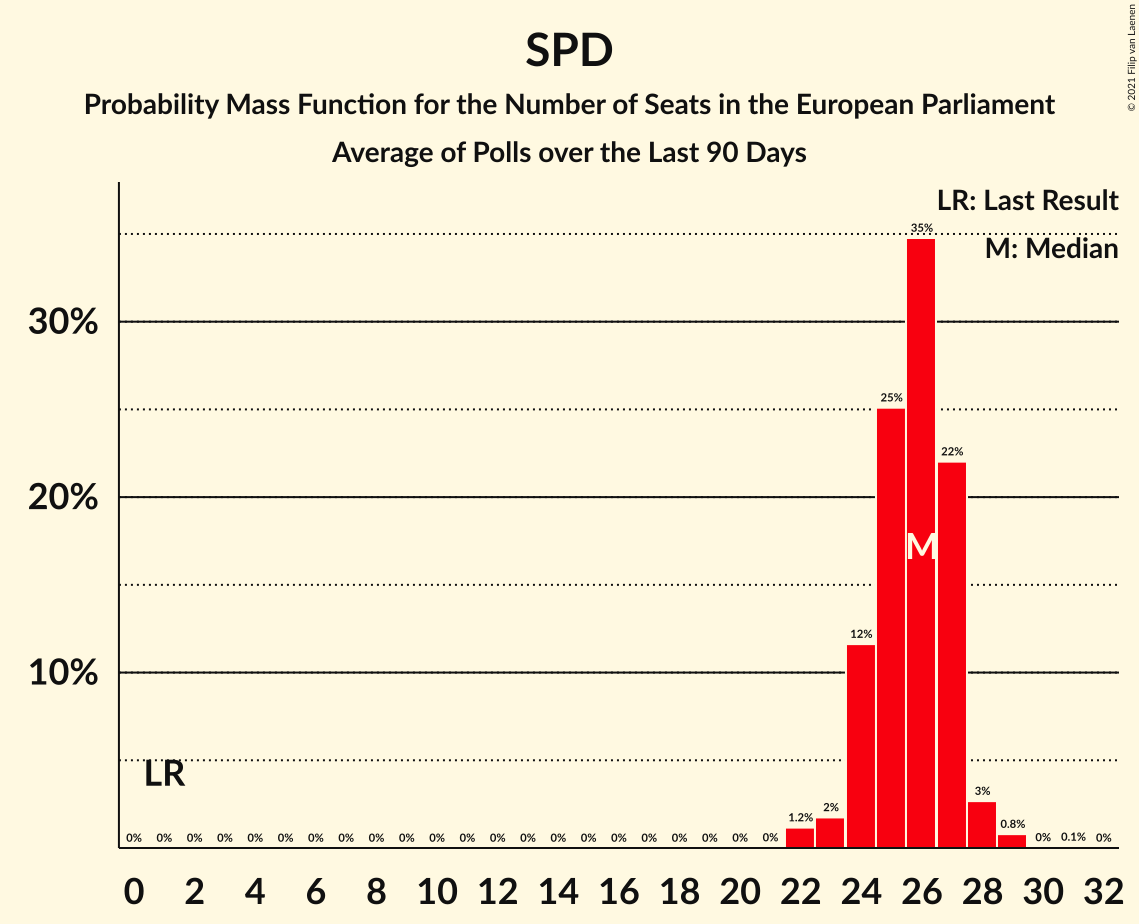 SPD
Probability Mass Function for the Number of Seats in the European Parliament
Average of Polls over the Last 90 Days
© 2021 Filip van Laenen
LR: Last Result
M: Median
35%
30%
25%
22%
20%
M
12%
10%
LR
3%
2%
1.2%
0.8%
0% 0% 0% 0% 0% 0% 0% 0% 0% 0% 0% 0% 0% 0% 0% 0% 0% 0% 0% 0% 0% 0% 0% 0.1% 0%
0 2 4 6 8 10 12 14 16 18 20 22 24 26 28 30 32